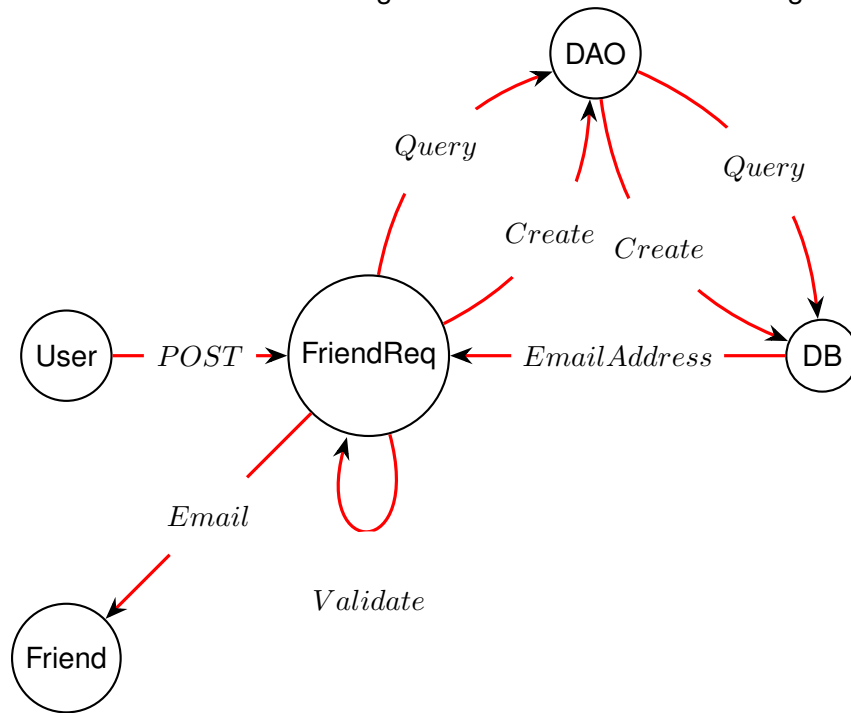 DAO
Query
Query
Create
Create
User
POST
FriendReq
EmailAddress
DB
Email
Validate
Friend